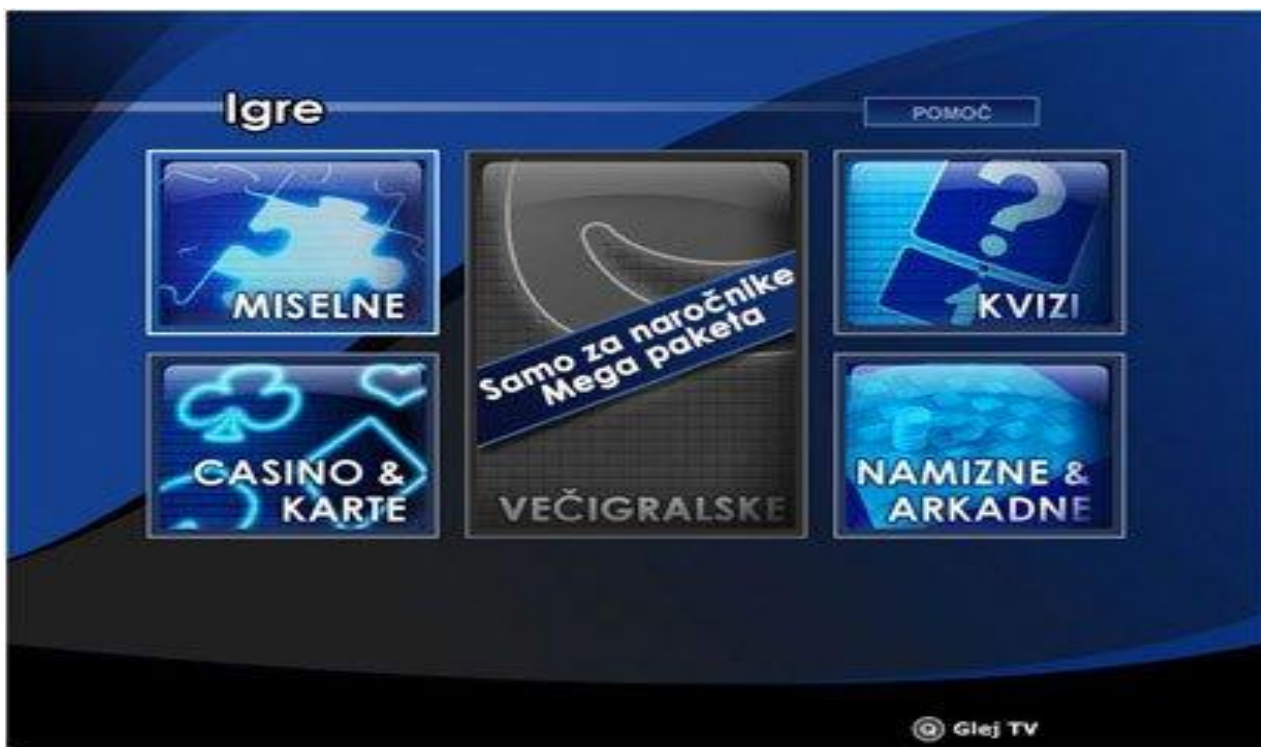 Igre
POMOČ
MISELNE
Samo za naročnike
Mega paketa
VEČIGRALSKE
KVIZI
CASINO &
KARTE
NAMIZNE &
ARKADNE
Glej TV